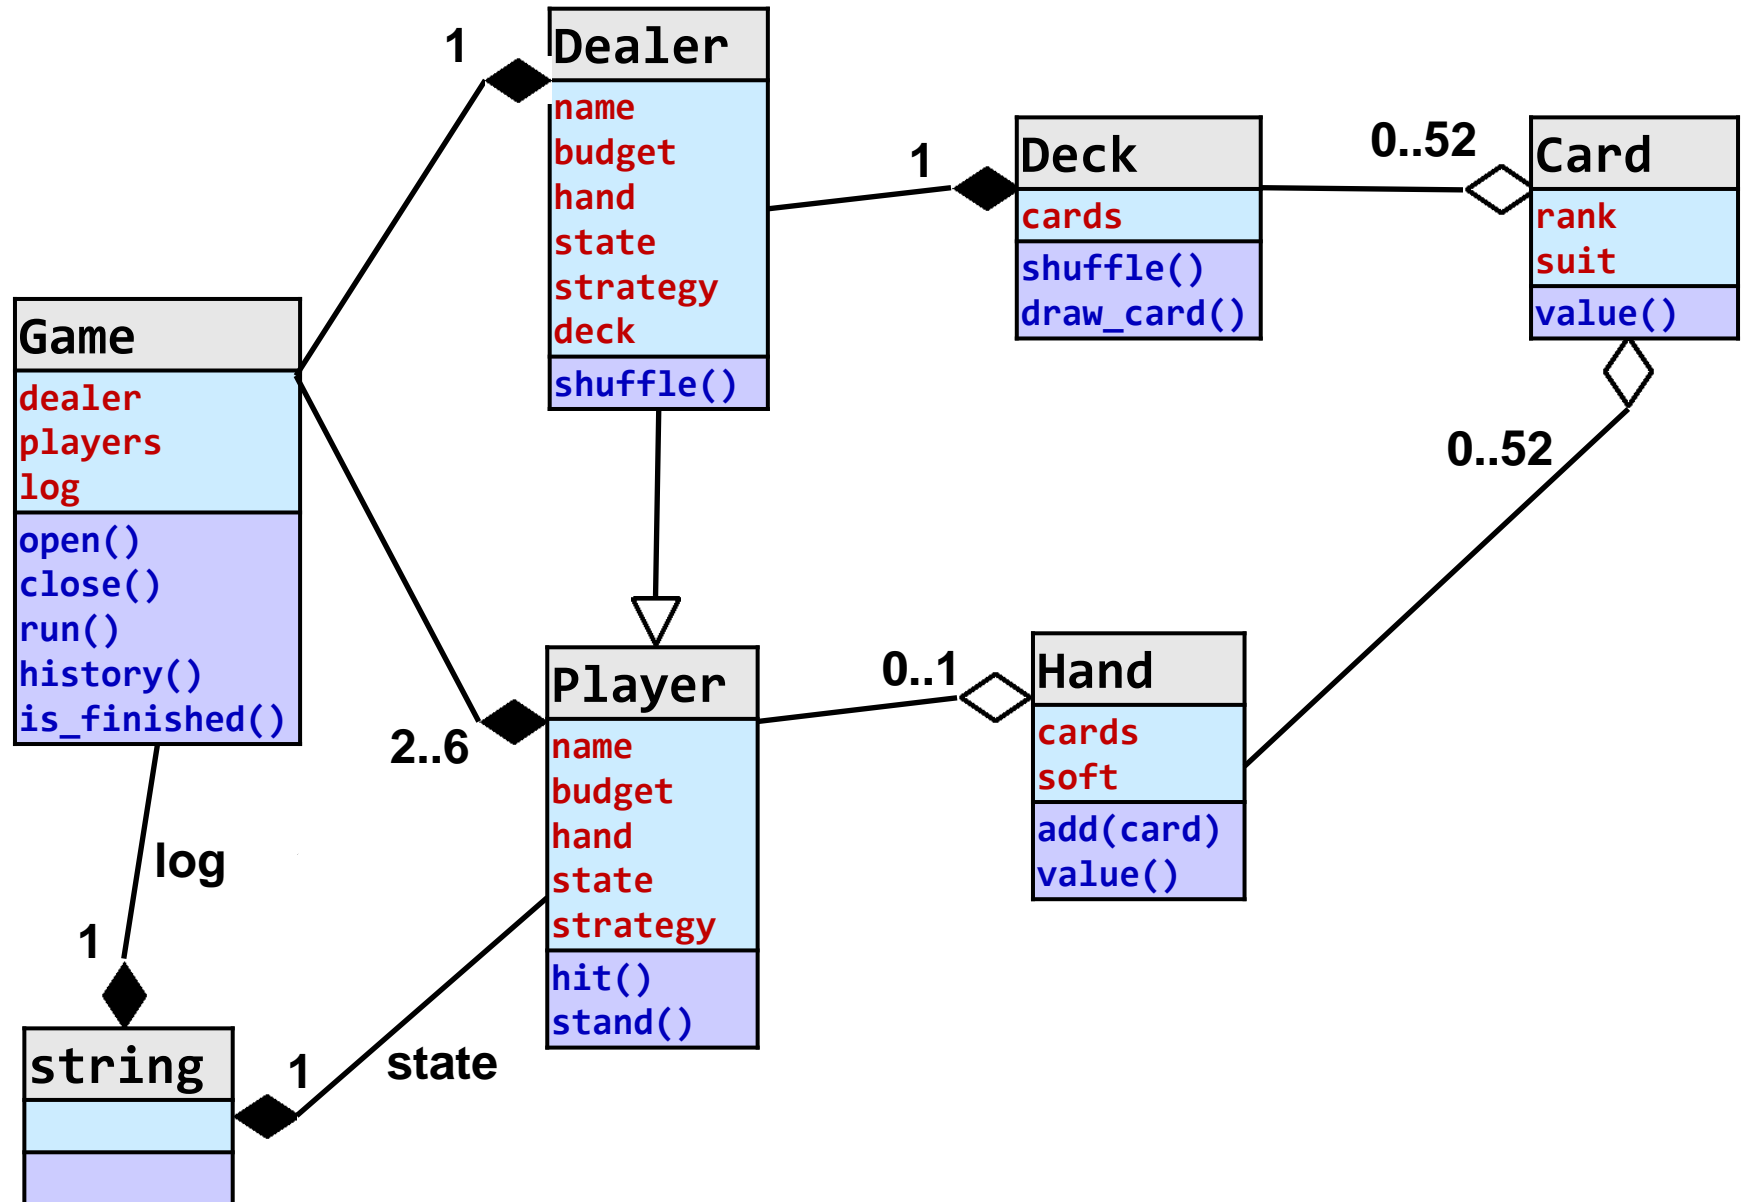 1
Dealer
name
budget
hand
state
strategy
deck
shuffle()
1
Deck
cards
shuffle()
draw_card()
0..52
Card
rank
suit
value()
0..52
Game
dealer
players
log
open()
close()
run()
history()
is_finished()
2..6
Player
name
budget
hand
state
strategy
hit()
stand()
0..1
Hand
cards
soft
add(card)
value()
log
1
string
1
state